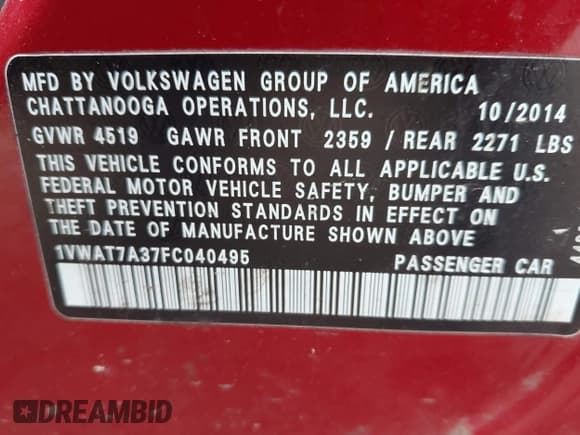 MFD BY VOLKSWAGEN GROUP OF AMERICA
CHATTANOOGA OPERATIONS, LLC. 10/2014
GVWR 4519 GAWR FRONT 2359 / REAR 2271 LBS
THIS VEHICLE CONFORMS TO ALL APPLICABLE U.S.
FEDERAL MOTOR VEHICLE SAFETY, BUMPER AND
THEFT PREVENTION STANDARDS IN EFFECT ON
THE DATE OF MANUFACTURE SHOWN ABOVE
1VWAT7A37FC040495 PASSENGER CAR
DREAMBID